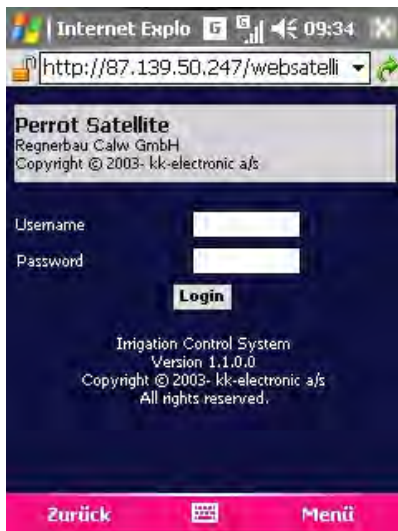 Internet Explo G G 09:34
http://87.139.50.247/websatelli
Perrot Satellite
Regnerbau Calw GmbH
Copyright © 2003- kk-electronic a/s
Username
Password
Login
Irrigation Control System
Version 1.1.0.0
Copyright © 2003- kk-electronic a/s
All rights reserved.
Zurück Menü